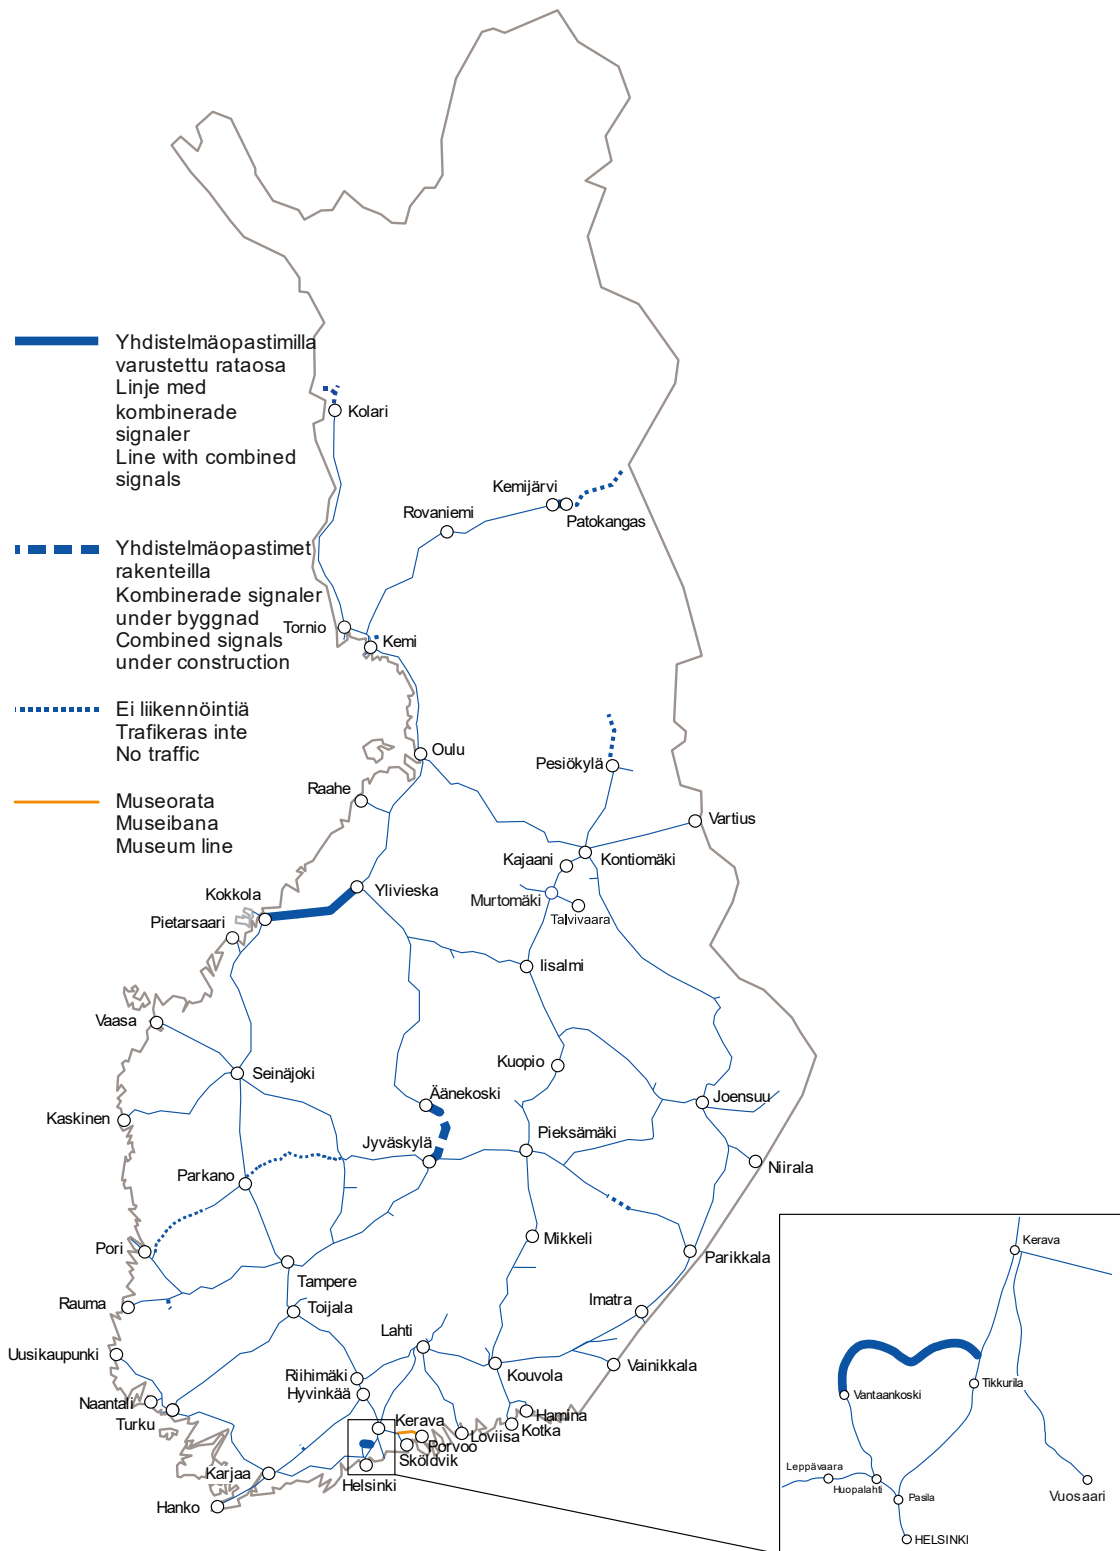 Yhdistelmäopastimilla
varustettu rataosa
Linje med
kombinerade
signaler
Line with combined
signals
Yhdistelmäopastimet
rakenteilla
Kombinerade signaler
under byggnad
Combined signals
under construction
Ei liikennöintiä
Trafikeras inte
No traffic
Museorata
Museibana
Museum line
Kolari
Kemijärvi
Patokangas
Rovaniemi
Tornio
Kemi
Oulu
Pesiökylä
Raahe
Vartius
Kajaani
Kontiomäki
Ylivieska
Kokkola
Murtomäki
Talvivaara
Pietarsaari
Iisalmi
Vaasa
Kuopio
Seinäjoki
Äänekoski
Joensuu
Kaskinen
Jyväskylä
Pieksämäki
Niirala
Parkano
Mikkeli
Pori
Parikkala
Tampere
Rauma
Toijala
Imatra
Lahti
Uusikaupunki
Riihimäki
Kouvola
Vainikkala
Hyvinkää
Naantali
Turku
Hamina
Kerava
Kotka
Loviisa
Porvoo
Sköldvik
Karjaa
Helsinki
Hanko
Kerava
Vantaankoski
Tikkurila
Leppävaara
Huopalahti
Pasila
Vuosaari
HELSINKI